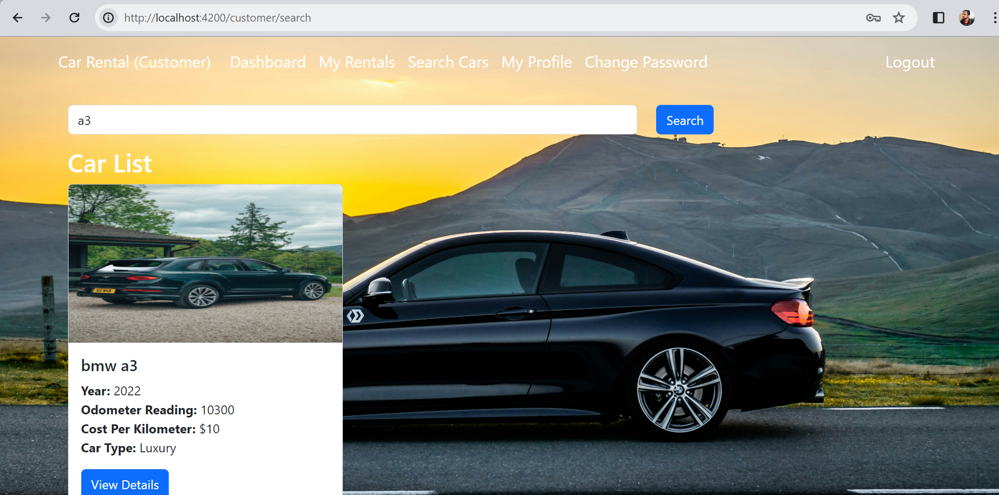 http://localhost:4200/customer/search
Car Rental (Customer) Dashboard My Rentals Search Cars My Profile Change Password Logout
a3 Search
Car List
bmw a3
Year: 2022
Odometer Reading: 10300
Cost Per Kilometer: $10
Car Type: Luxury
View Details